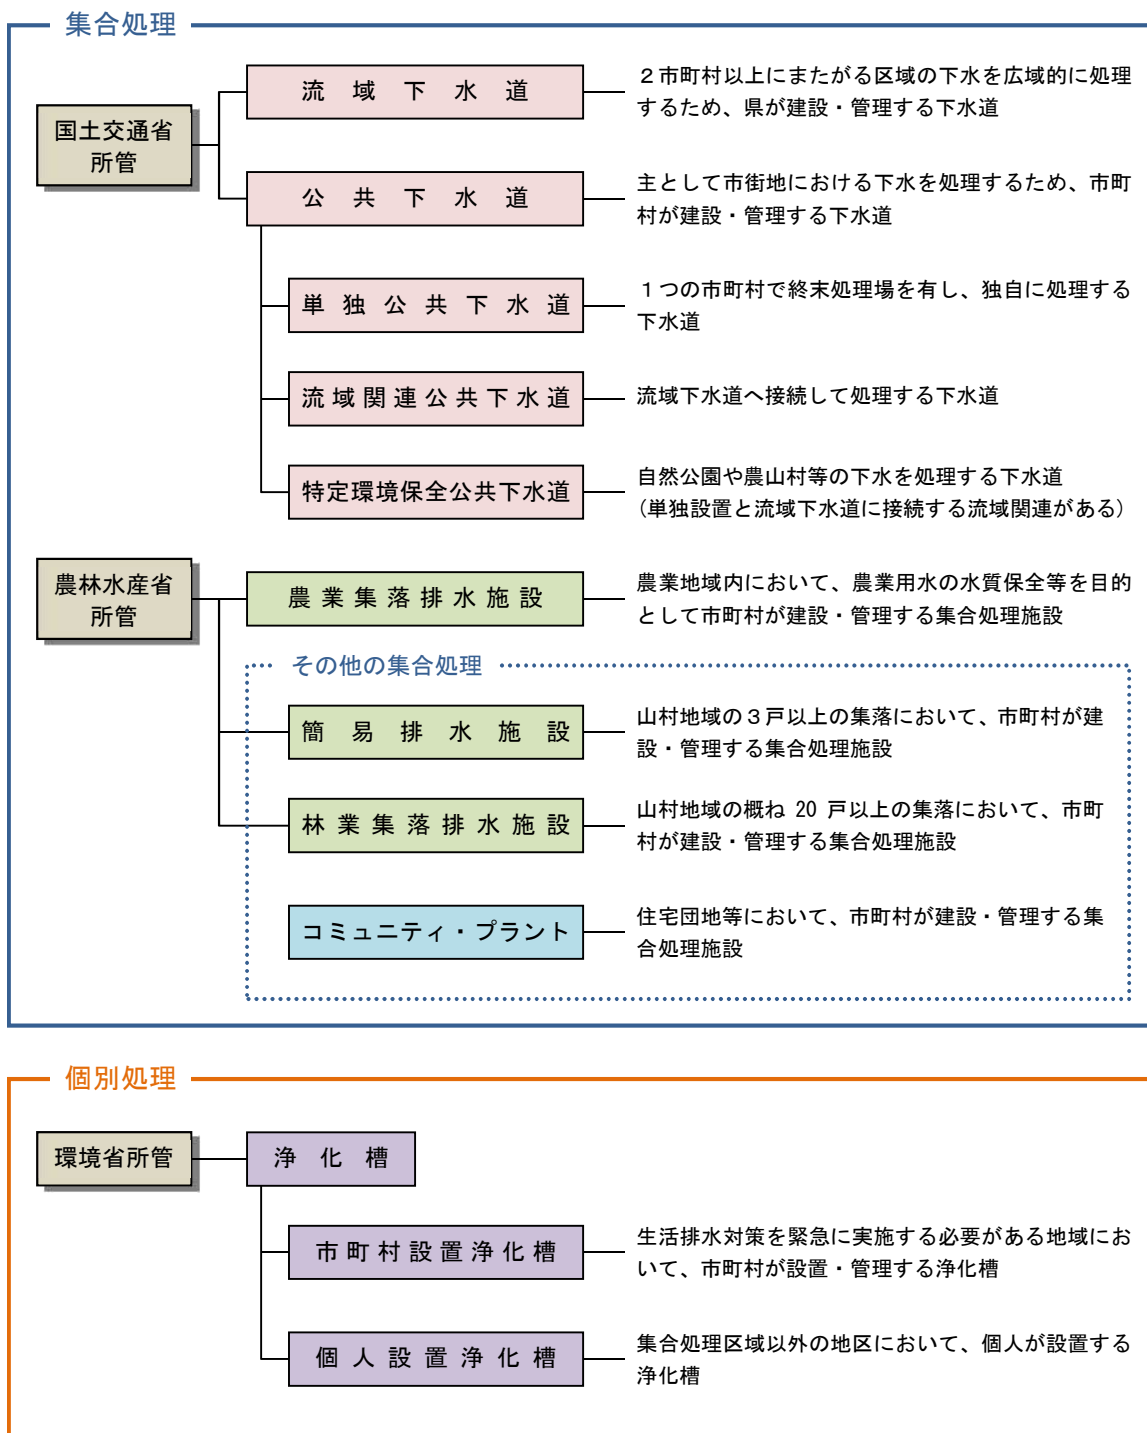 集合処理
国土交通省
所管
流域下水道
２市町村以上にまたがる区域の下水を広域的に処理
するため、県が建設・管理する下水道
公共下水道
主として市街地における下水を処理するため、市町
村が建設・管理する下水道
単独公共下水道
１つの市町村で終末処理場を有し、独自に処理する
下水道
流域関連公共下水道
流域下水道へ接続して処理する下水道
特定環境保全公共下水道
自然公園や農山村等の下水を処理する下水道
(単独設置と流域下水道に接続する流域関連がある)
農林水産省
所管
農業集落排水施設
農業地域内において、農業用水の水質保全等を目的
として市町村が建設・管理する集合処理施設
その他の集合処理
簡易排水施設
山村地域の３戸以上の集落において、市町村が建
設・管理する集合処理施設
林業集落排水施設
山村地域の概ね 20 戸以上の集落において、市町
村が建設・管理する集合処理施設
コミュニティ・プラント
住宅団地等において、市町村が建設・管理する集
合処理施設
個別処理
環境省所管
浄化槽
市町村設置浄化槽
生活排水対策を緊急に実施する必要がある地域にお
いて、市町村が設置・管理する浄化槽
個人設置浄化槽
集合処理区域以外の地区において、個人が設置する
浄化槽